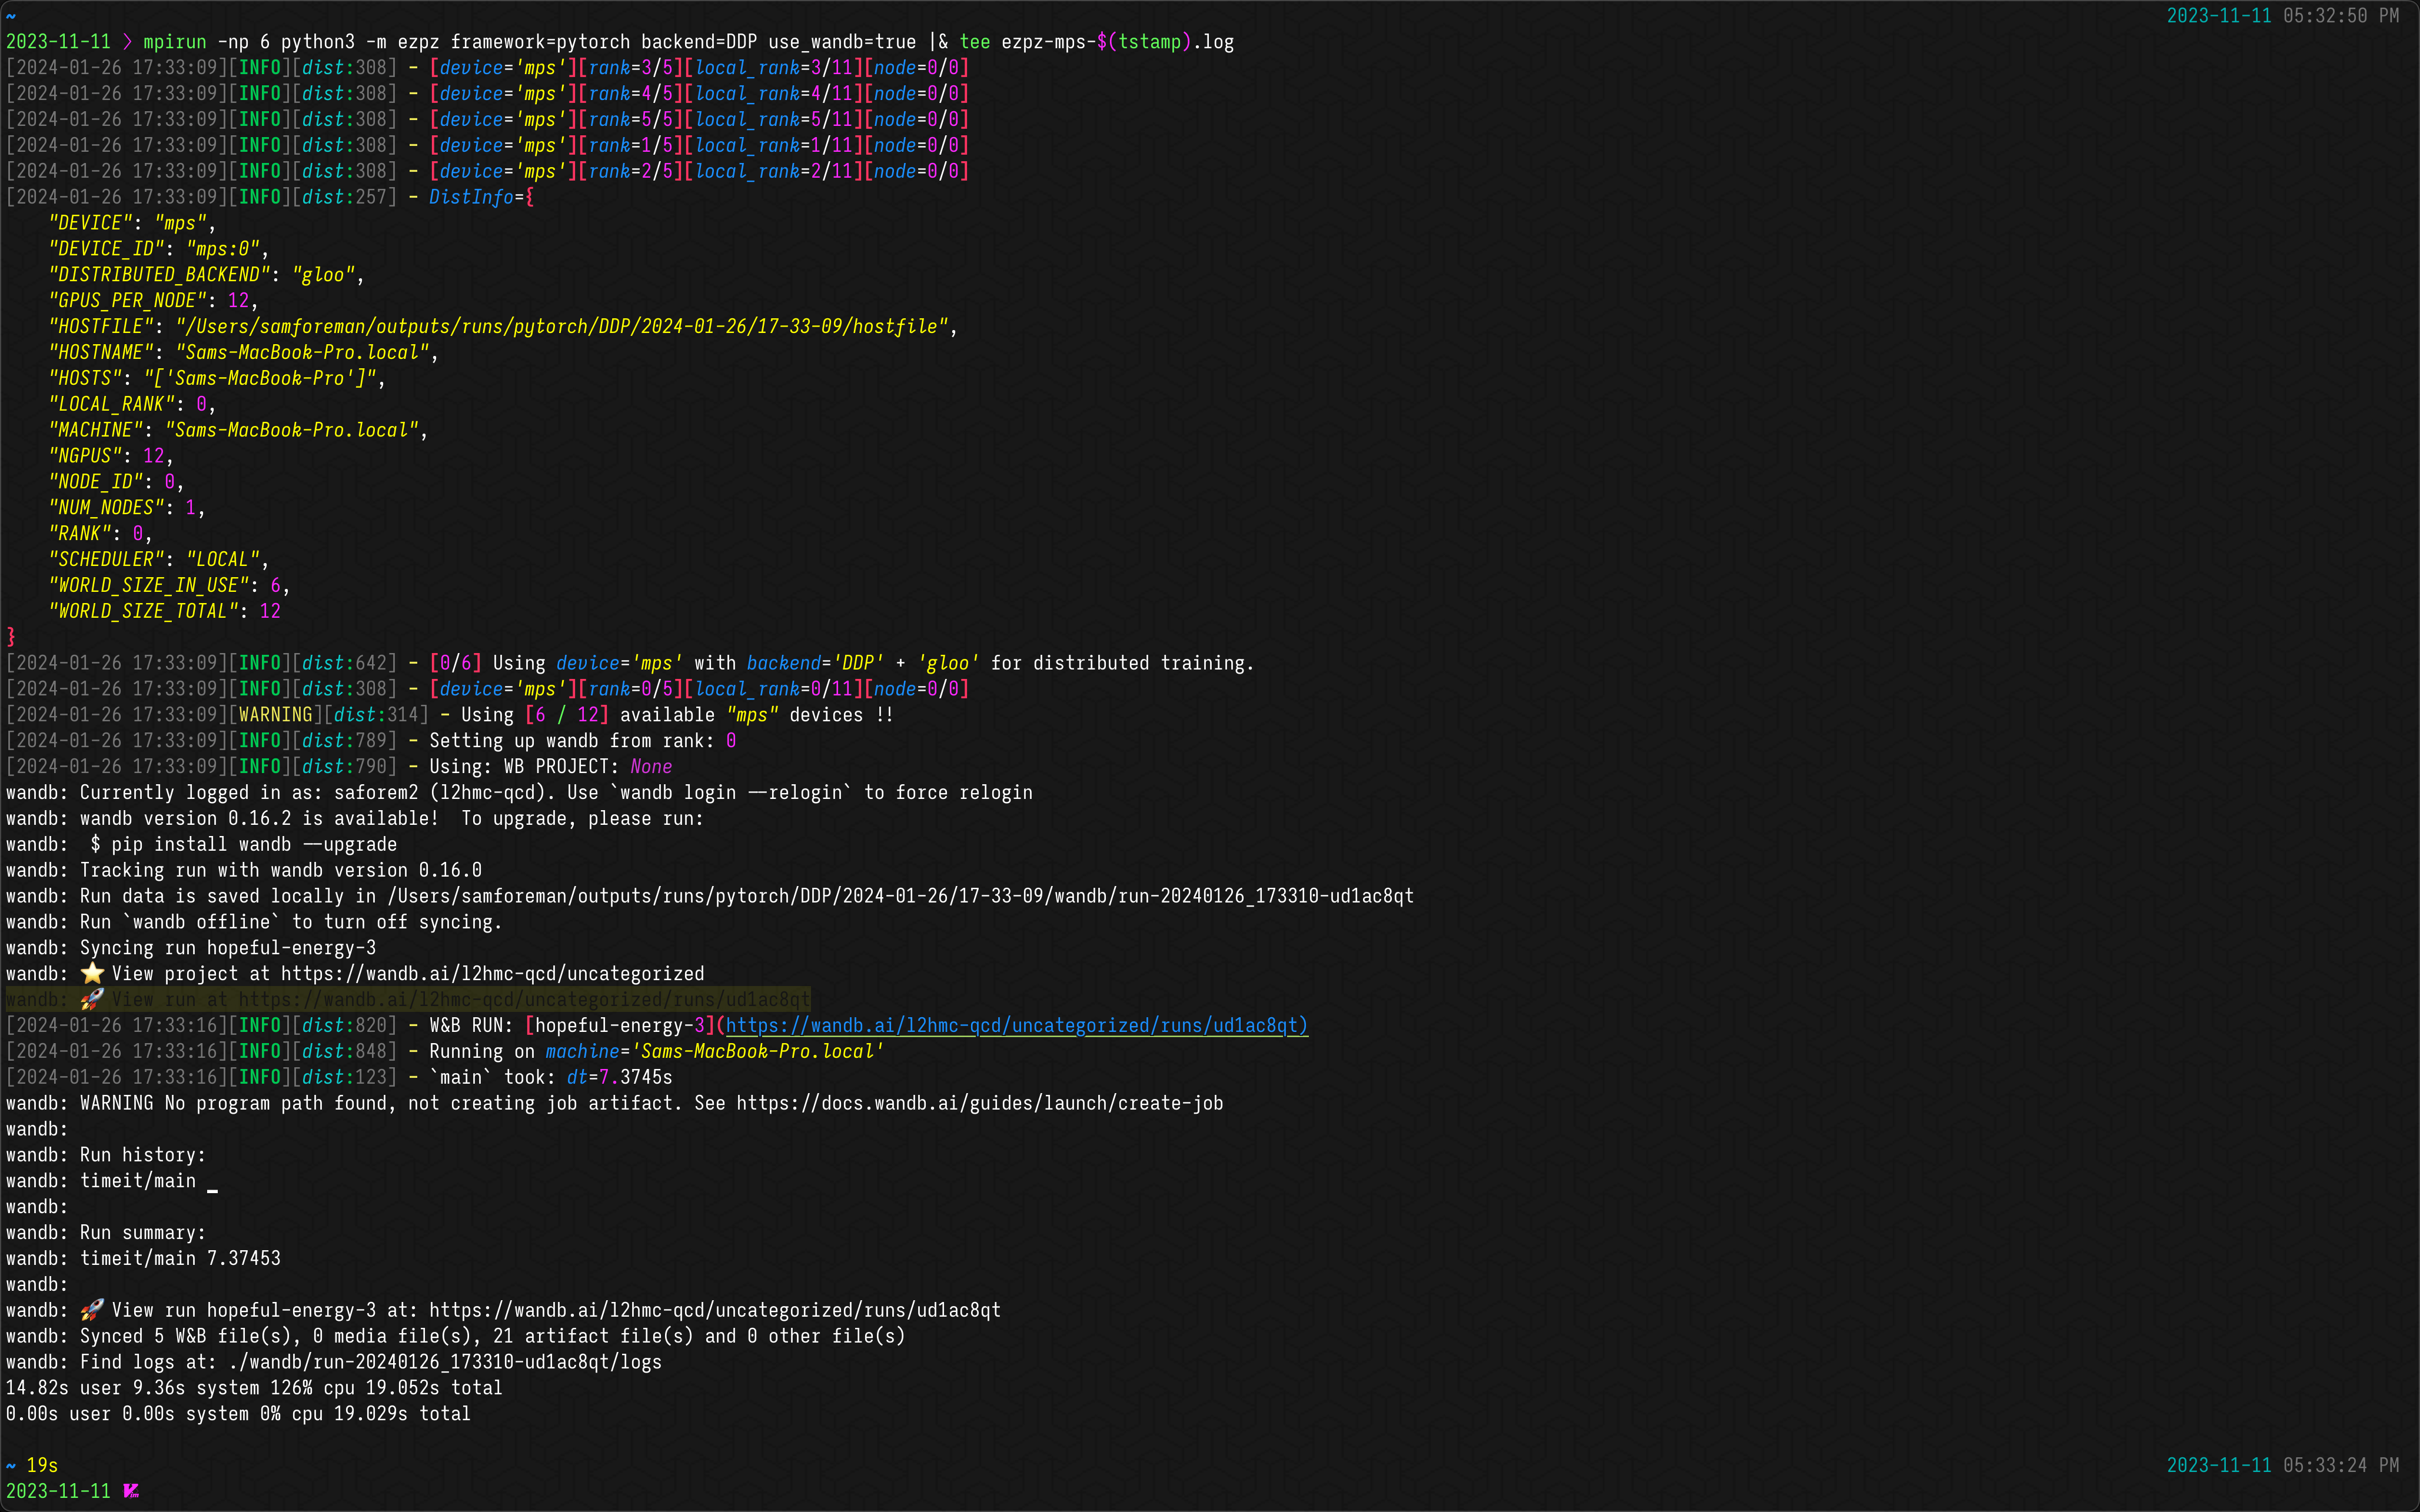 ~ 2023-11-11 05:32:50 PM
2023-11-11 〉 mpirun -np 6 python3 -m ezpz framework=pytorch backend=DDP use_wandb=true |& tee ezpz-mps-$(tstamp).log
[2024-01-26 17:33:09][INFO][dist:308] - [device='mps'][rank=3/5][local_rank=3/11][node=0/0]
[2024-01-26 17:33:09][INFO][dist:308] - [device='mps'][rank=4/5][local_rank=4/11][node=0/0]
[2024-01-26 17:33:09][INFO][dist:308] - [device='mps'][rank=5/5][local_rank=5/11][node=0/0]
[2024-01-26 17:33:09][INFO][dist:308] - [device='mps'][rank=1/5][local_rank=1/11][node=0/0]
[2024-01-26 17:33:09][INFO][dist:308] - [device='mps'][rank=2/5][local_rank=2/11][node=0/0]
[2024-01-26 17:33:09][INFO][dist:257] - DistInfo={
    "DEVICE": "mps",
    "DEVICE_ID": "mps:0",
    "DISTRIBUTED_BACKEND": "gloo",
    "GPUS_PER_NODE": 12,
    "HOSTFILE": "/Users/samforeman/outputs/runs/pytorch/DDP/2024-01-26/17-33-09/hostfile",
    "HOSTNAME": "Sams-MacBook-Pro.local",
    "HOSTS": "['Sams-MacBook-Pro']",
    "LOCAL_RANK": 0,
    "MACHINE": "Sams-MacBook-Pro.local",
    "NGPUS": 12,
    "NODE_ID": 0,
    "NUM_NODES": 1,
    "RANK": 0,
    "SCHEDULER": "LOCAL",
    "WORLD_SIZE_IN_USE": 6,
    "WORLD_SIZE_TOTAL": 12
}
[2024-01-26 17:33:09][INFO][dist:642] - [0/6] Using device='mps' with backend='DDP' + 'gloo' for distributed training.
[2024-01-26 17:33:09][INFO][dist:308] - [device='mps'][rank=0/5][local_rank=0/11][node=0/0]
[2024-01-26 17:33:09][WARNING][dist:314] - Using [6 / 12] available "mps" devices !!
[2024-01-26 17:33:09][INFO][dist:789] - Setting up wandb from rank: 0
[2024-01-26 17:33:09][INFO][dist:790] - Using: WB PROJECT: None
wandb: Currently logged in as: saforem2 (l2hmc-qcd). Use `wandb login --relogin` to force relogin
wandb: wandb version 0.16.2 is available!  To upgrade, please run:
wandb:  $ pip install wandb --upgrade
wandb: Tracking run with wandb version 0.16.0
wandb: Run data is saved locally in /Users/samforeman/outputs/runs/pytorch/DDP/2024-01-26/17-33-09/wandb/run-20240126_173310-ud1ac8qt
wandb: Run `wandb offline` to turn off syncing.
wandb: Syncing run hopeful-energy-3
wandb: ⭐ View project at https://wandb.ai/l2hmc-qcd/uncategorized
wandb: 🚀 View run at https://wandb.ai/l2hmc-qcd/uncategorized/runs/ud1ac8qt
[2024-01-26 17:33:16][INFO][dist:820] - W&B RUN: [hopeful-energy-3](https://wandb.ai/l2hmc-qcd/uncategorized/runs/ud1ac8qt)
[2024-01-26 17:33:16][INFO][dist:848] - Running on machine='Sams-MacBook-Pro.local'
[2024-01-26 17:33:16][INFO][dist:123] - `main` took: dt=7.3745s
wandb: WARNING No program path found, not creating job artifact. See https://docs.wandb.ai/guides/launch/create-job
wandb:
wandb: Run history:
wandb: timeit/main ▁
wandb:
wandb: Run summary:
wandb: timeit/main 7.37453
wandb:
wandb: 🚀 View run hopeful-energy-3 at: https://wandb.ai/l2hmc-qcd/uncategorized/runs/ud1ac8qt
wandb: Synced 5 W&B file(s), 0 media file(s), 21 artifact file(s) and 0 other file(s)
wandb: Find logs at: ./wandb/run-20240126_173310-ud1ac8qt/logs
14.82s user 9.36s system 126% cpu 19.052s total
0.00s user 0.00s system 0% cpu 19.029s total
~ 19s 2023-11-11 05:33:24 PM
2023-11-11